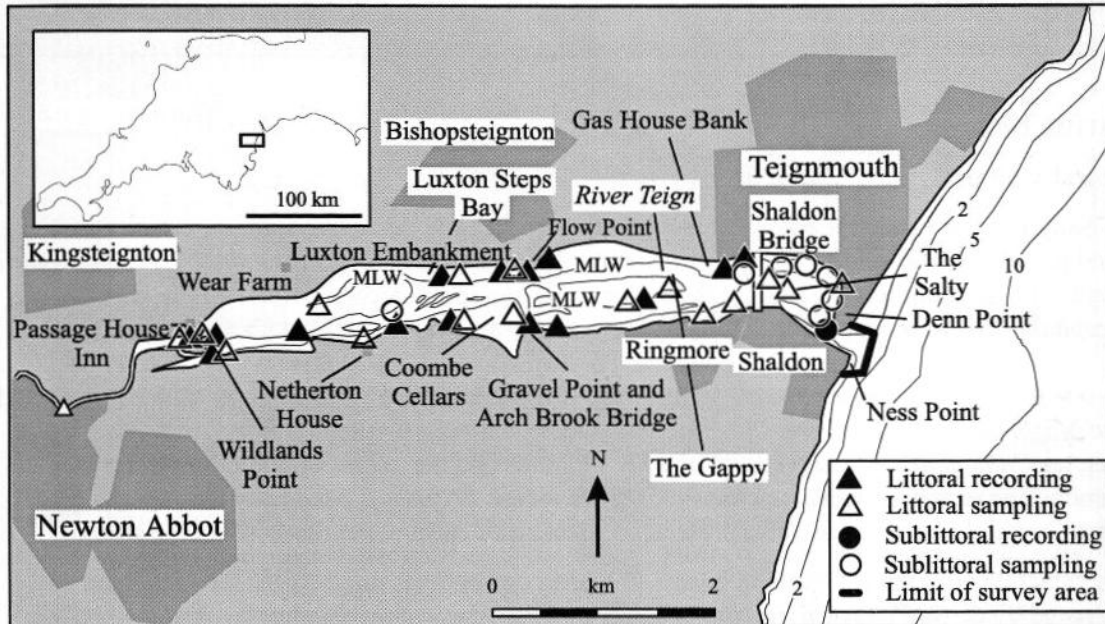 100 km
Kingsteignton
Bishopsteignton
Luxton Steps
Bay
Gas House Bank
Teignmouth
River Teign
Shaldon
Bridge
Luxton Embankment
Flow Point
MLW
MLW
The
Salty
Wear Farm
Passage House
Inn
Denn Point
Netherton
House
Coombe
Cellars
Ringmore
Shaldon
Gravel Point and
Arch Brook Bridge
Ness Point
Wildlands
Point
The Gappy
Newton Abbot
N
0
2
km
2
5
10
2
Littoral recording
Littoral sampling
Sublittoral recording
Sublittoral sampling
Limit of survey area